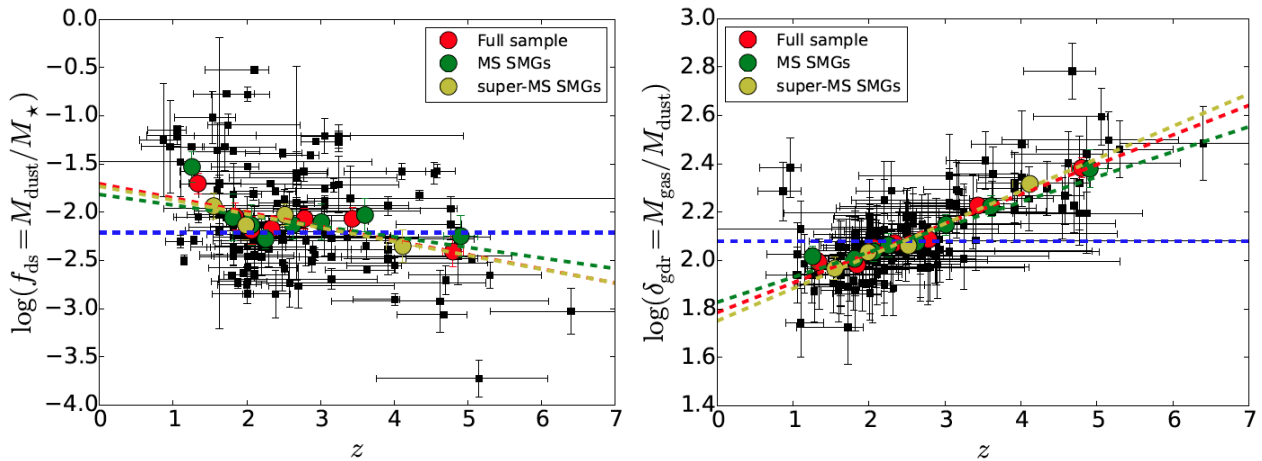 0.0
−0.5
−1.0
−1.5
−2.0
−2.5
−3.0
−3.5
−4.0
log(f_ds = M_dust/M_⋆)
Full sample
MS SMGs
super-MS SMGs
0 1 2 3 4 5 6 7
z
3.0
2.8
2.6
2.4
2.2
2.0
1.8
1.6
1.4
log(δ_gdr = M_gas/M_dust)
Full sample
MS SMGs
super-MS SMGs
0 1 2 3 4 5 6 7
z